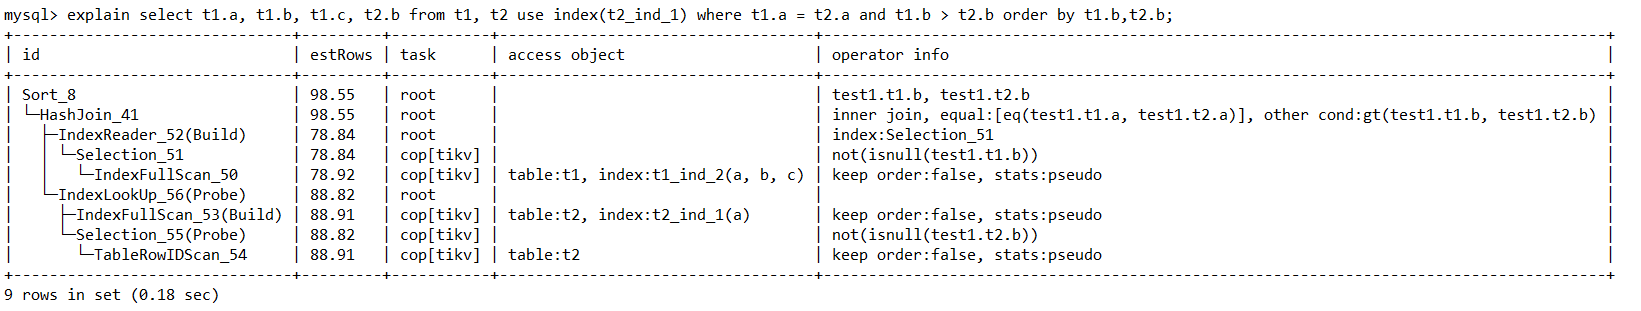 mysql> explain select t1.a, t1.b, t1.c, t2.b from t1, t2 use index(t2_ind_1) where t1.a = t2.a and t1.b > t2.b order by t1.b,t2.b;
+-------------------------------+---------+-----------+-----------------------------------+--------------------------------------------------------------------------------------+
| id | estRows | task | access object | operator info |
+-------------------------------+---------+-----------+-----------------------------------+--------------------------------------------------------------------------------------+
| Sort_8 | 98.55 | root | | test1.t1.b, test1.t2.b |
| └─HashJoin_41 | 98.55 | root | | inner join, equal:[eq(test1.t1.a, test1.t2.a)], other cond:gt(test1.t1.b, test1.t2.b) |
| ├─IndexReader_52(Build) | 78.84 | root | | index:Selection_51 |
| │ └─Selection_51 | 78.84 | cop[tikv] | | not(isnull(test1.t1.b)) |
| │ └─IndexFullScan_50 | 78.92 | cop[tikv] | table:t1, index:t1_ind_2(a, b, c) | keep order:false, stats:pseudo |
| └─IndexLookUp_56(Probe) | 88.82 | root | | |
| ├─IndexFullScan_53(Build) | 88.91 | cop[tikv] | table:t2, index:t2_ind_1(a) | keep order:false, stats:pseudo |
| └─Selection_55(Probe) | 88.82 | cop[tikv] | | not(isnull(test1.t2.b)) |
| └─TableRowIDScan_54 | 88.91 | cop[tikv] | table:t2 | keep order:false, stats:pseudo |
+-------------------------------+---------+-----------+-----------------------------------+--------------------------------------------------------------------------------------+
9 rows in set (0.18 sec)